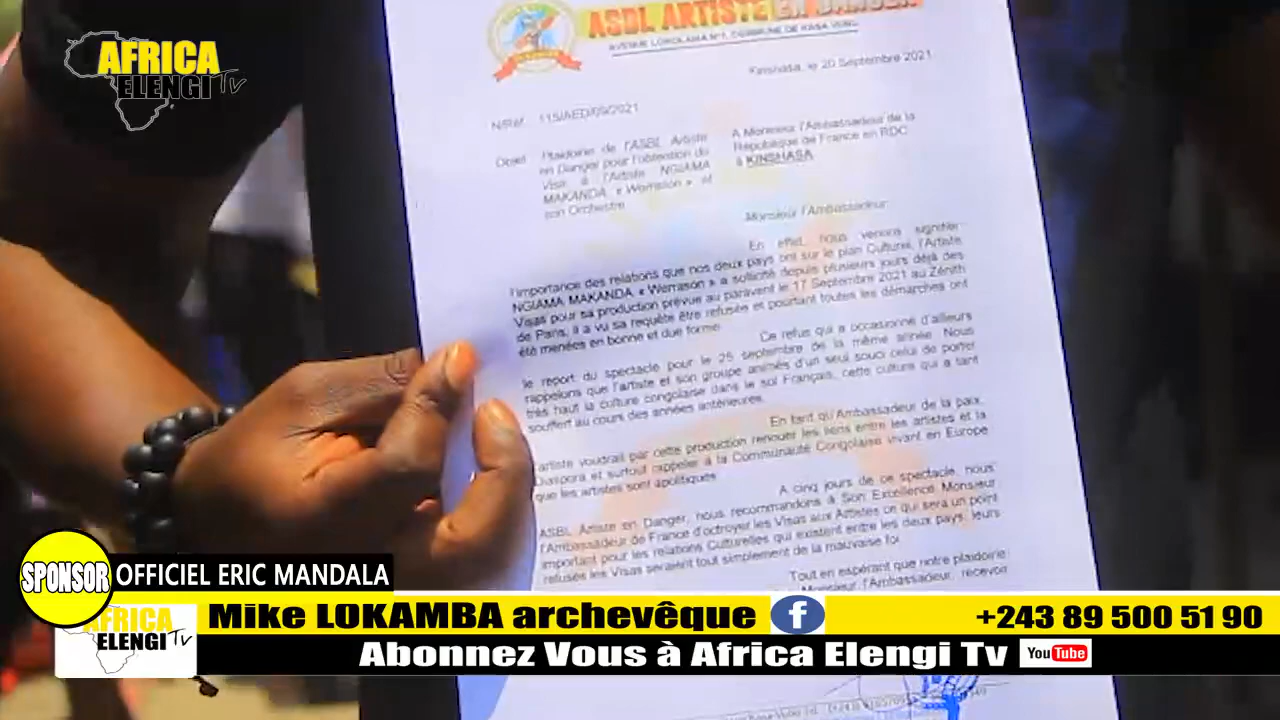 AFRICA
ELENGI Tv
ASBL ARTISTE EN DANGER
AVENUE LOKOLAMA N°1, COMMUNE DE KASA VUBU
Kinshasa, le 20 Septembre 2021
N/Réf. 115/AED/09/2021
Objet : Plaidoirie de l'ASBL Artiste
en Danger pour l'obtention du
Visa à l'Artiste NGIAMA
MAKANDA « Werrason » et
son Orchestre.
A Monsieur l'Ambassadeur de la
République de France en RDC
à KINSHASA
Monsieur l'Ambassadeur
En effet, nous venons signifier
l'importance des relations que nos deux pays ont sur le plan Culturel, l'Artiste
NGIAMA MAKANDA « Werrason » a sollicité depuis plusieurs jours déjà des
Visas pour sa production prévue au paravent le 17 Septembre 2021 au Zénith
de Paris, il a vu sa requête être refusée et pourtant toutes les démarches ont
été menées en bonne et due forme.
Ce refus qui a occasionné d'ailleurs
le report du spectacle pour le 25 septembre de la même année. Nous
rappelons que l'artiste et son groupe animés d'un seul souci celui de porter
très haut la culture congolaise dans le sol Français, cette culture qui a tant
souffert au cours des années antérieures.
En tant qu'Ambassadeur de la paix,
l'artiste voudrait par cette production renouer les liens entre les artistes et la
Diaspora et surtout rappeler à la Communauté Congolaise vivant en Europe
que les artistes sont apolitiques.
A cinq jours de ce spectacle, nous
ASBL Artiste en Danger, nous recommandons à Son Excellence Monsieur
l'Ambassadeur de France d'octroyer les Visas aux Artistes ce qui sera un point
important pour les relations Culturelles qui existent entre les deux pays, leurs
refusés les Visas seraient tout simplement de la mauvaise foi.
Tout en espérant que notre plaidoirie
Monsieur l'Ambassadeur, recevoir
SPONSOR
OFFICIEL ERIC MANDALA
AFRICA
ELENGI Tv
Mike LOKAMBA archevêque
f
+243 89 500 51 90
Abonnez Vous à Africa Elengi Tv
YouTube